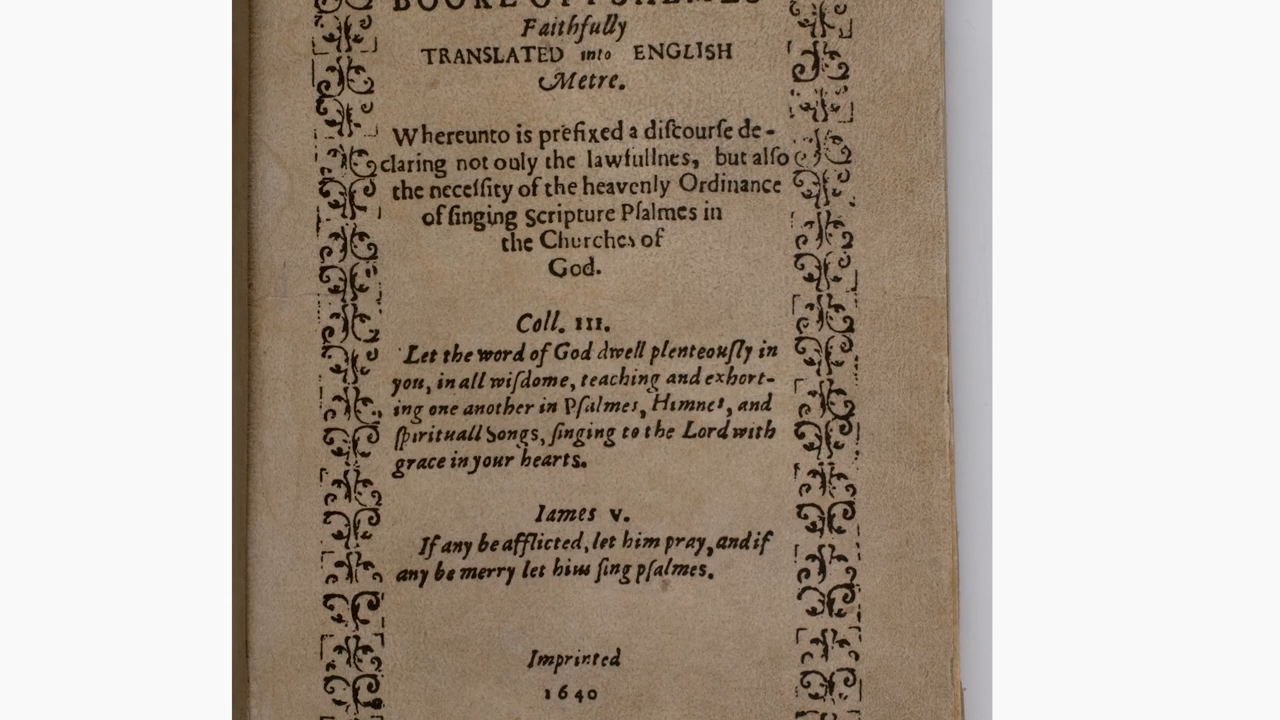 BOOKE OF PSALMES
Faithfully
TRANSLATED into ENGLISH
Metre.
Whereunto is prefixed a diſcourſe de-
claring not only the lawfullnes, but alſo
the neceſſity of the heavenly Ordinance
of ſinging Scripture Pſalmes in
the Churches of
God.
Coll. III.
Let the word of God dwell plenteouſly in
you, in all wiſdome, teaching and exhort-
ing one another in Pſalmes, Himnes, and
ſpirituall Songs, ſinging to the Lord with
grace in your hearts.
Iames V.
If any be afflicted, let him pray, and if
any be merry let him ſing pſalmes.
Imprinted
1640